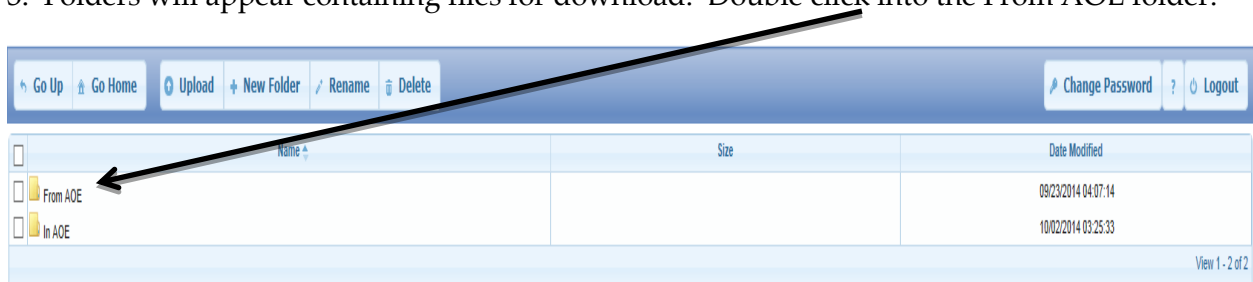 3. Folders will appear containing files for download. Double click into the From AOE folder.
Go Up Go Home Upload + New Folder Rename Delete Change Password ? Logout
Name Size Date Modified
From AOE 09/23/2014 04:07:14
In AOE 10/02/2014 03:25:33
View 1 - 2 of 2